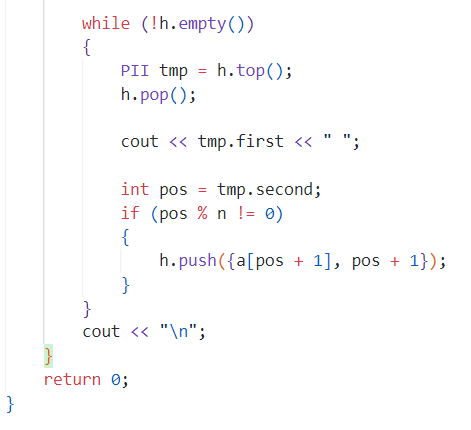 while (!h.empty())
{
PII tmp = h.top();
h.pop();
cout << tmp.first << " ";
int pos = tmp.second;
if (pos % n != 0)
{
h.push({a[pos + 1], pos + 1});
}
}
cout << "\n";
}
return 0;
}